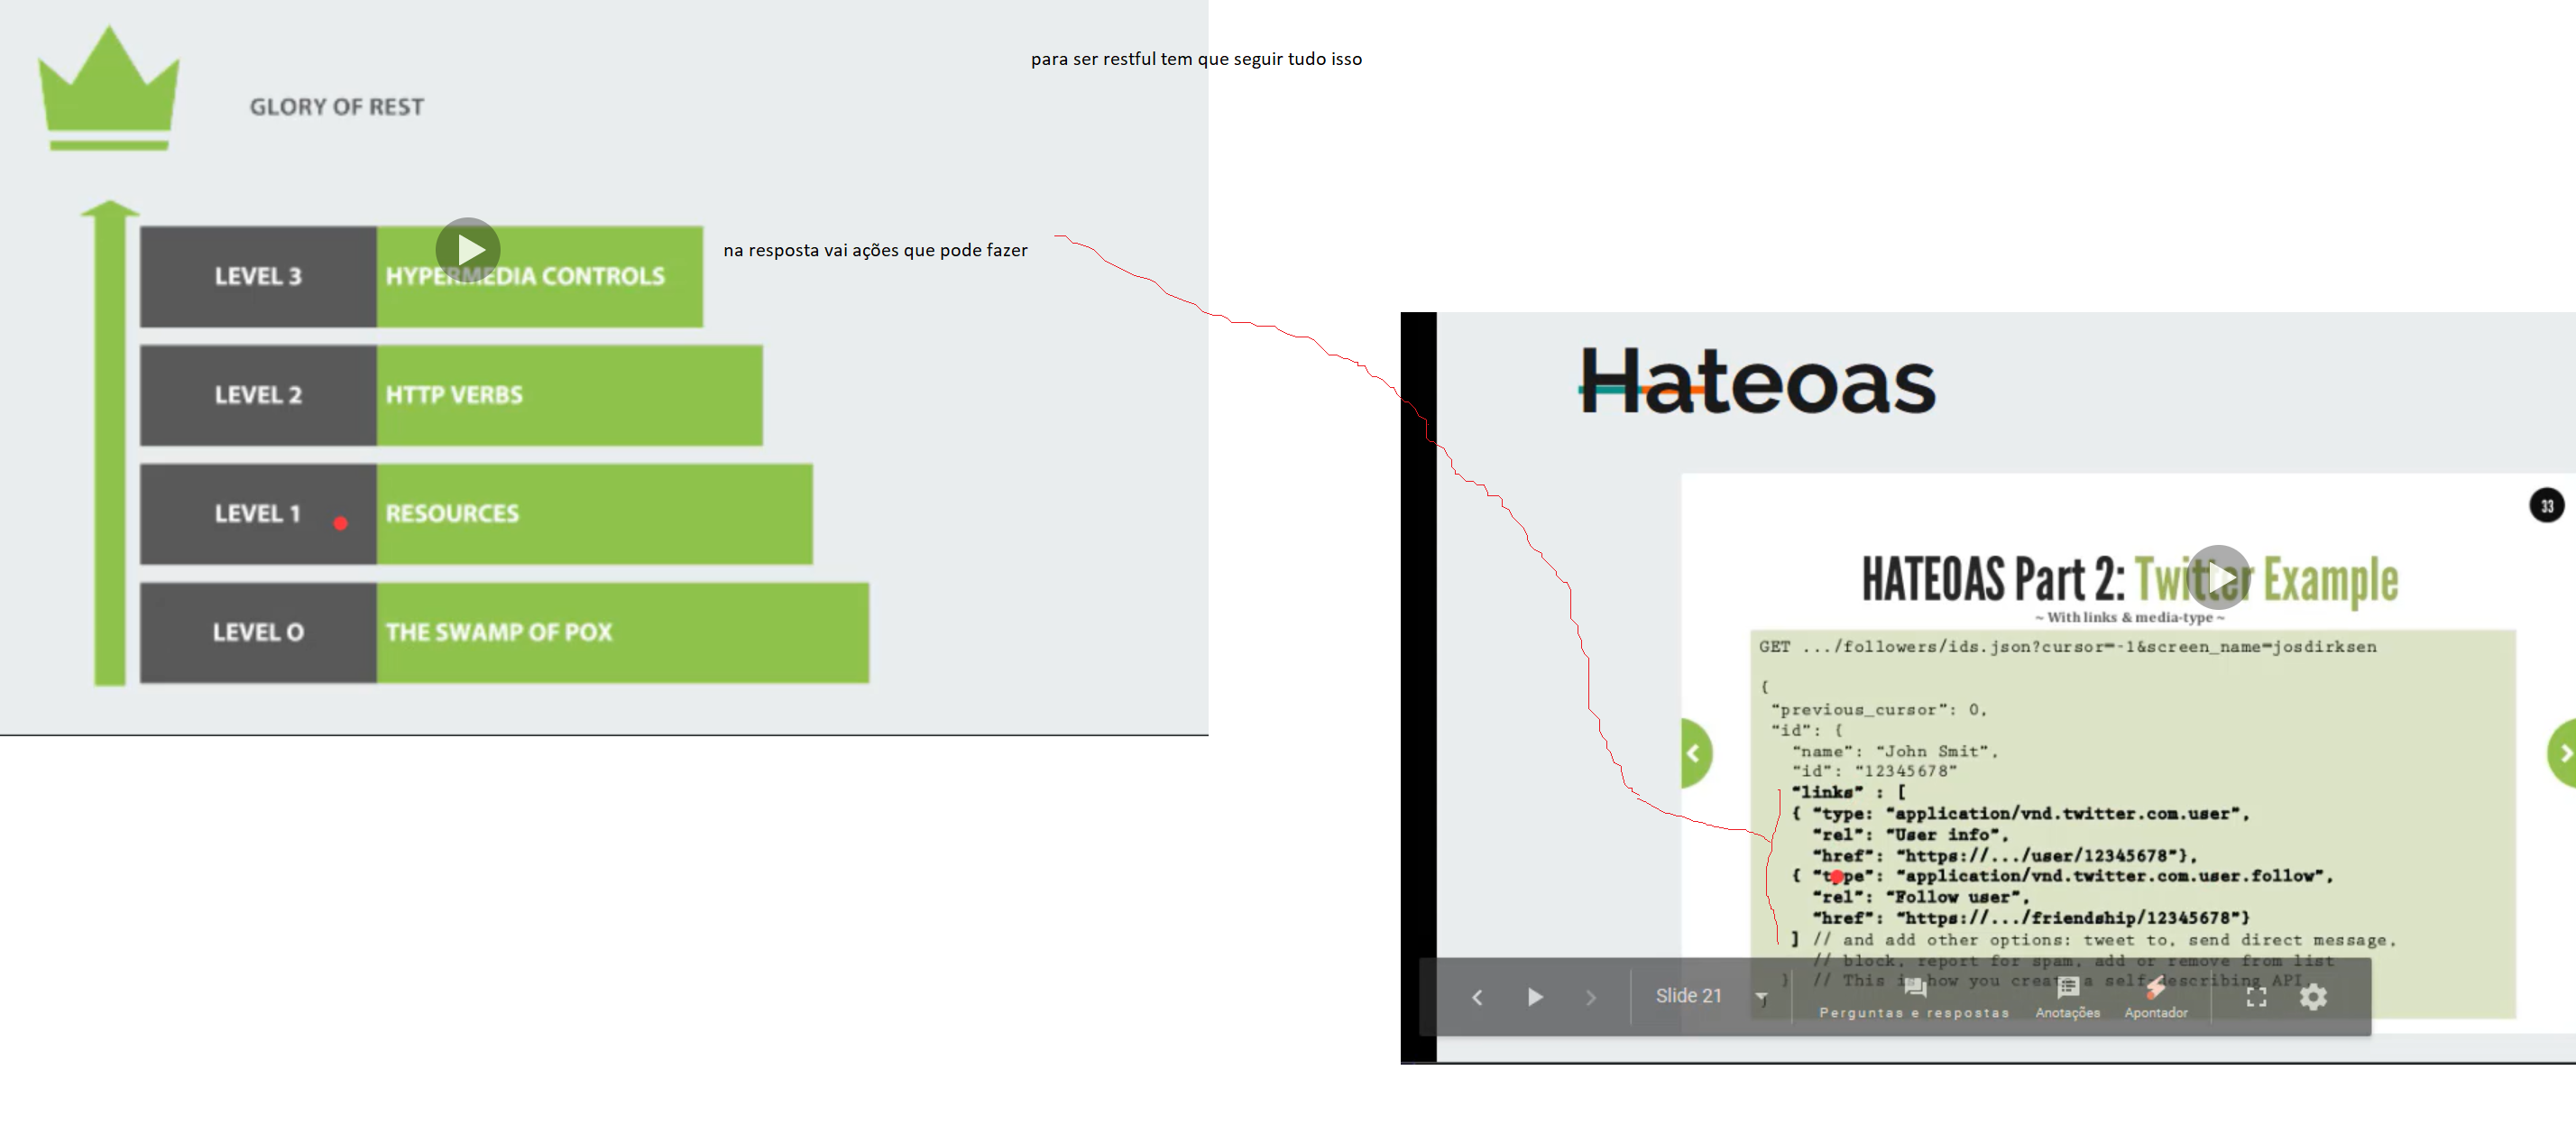 para ser restful tem que seguir tudo isso
GLORY OF REST
LEVEL 3 HYPERMEDIA CONTROLS
na resposta vai ações que pode fazer
LEVEL 2 HTTP VERBS
LEVEL 1 RESOURCES
LEVEL 0 THE SWAMP OF POX
Hateoas
33
HATEOAS Part 2: Twitter Example
~ With links & media-type ~
GET .../followers/ids.json?cursor=-1&screen_name=josdirksen
{
"previous_cursor": 0,
"id": {
"name": "John Smit",
"id": "12345678"
"links" : [
{ "type: "application/vnd.twitter.com.user",
"rel": "User info",
"href": "https://.../user/12345678"},
{ "type": "application/vnd.twitter.com.user.follow",
"rel": "Follow user",
"href": "https://.../friendship/12345678"}
] // and add other options: tweet to, send direct message,
// block, report for spam, add or remove from list
} // This is how you create a self-describing API.
Slide 21
Perguntas e respostas
Anotações
Apontador